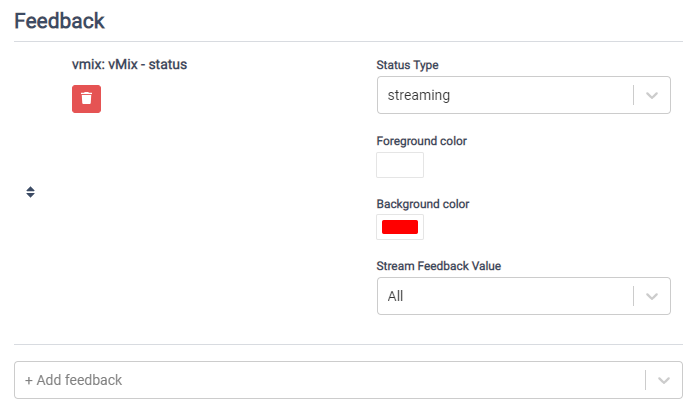 Feedback
vmix: vMix - status
Status Type
streaming
Foreground color
Background color
Stream Feedback Value
All
+ Add feedback